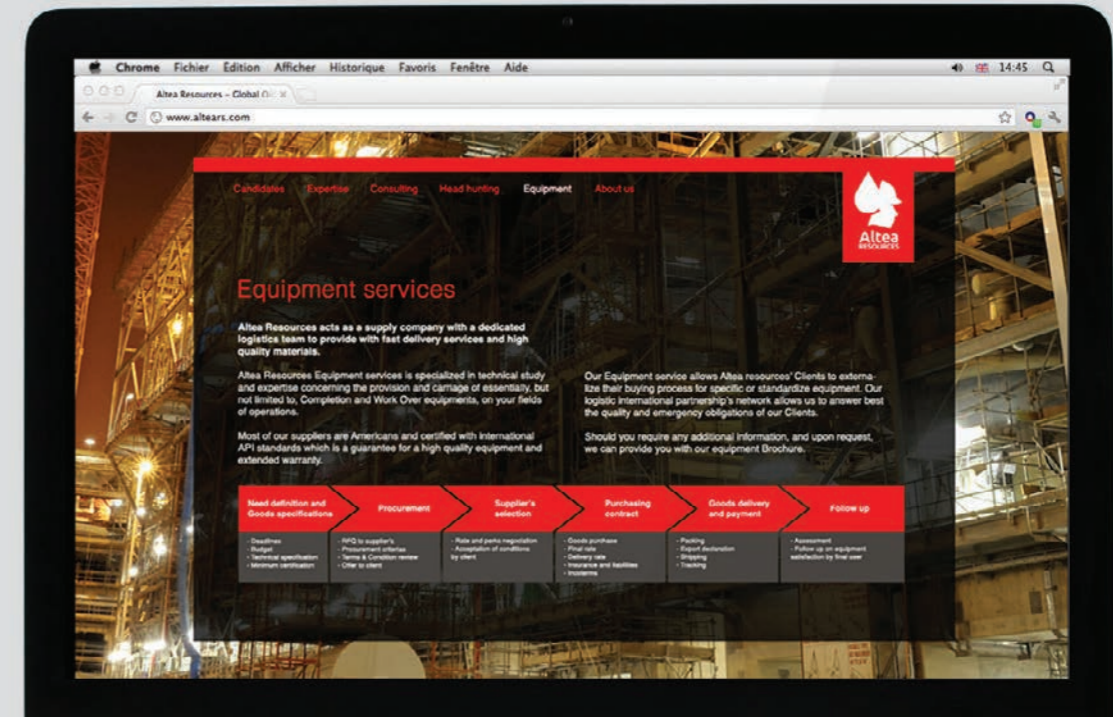 Chrome Fichier Édition Afficher Historique Favoris Fenêtre Aide 14:45
Altea Resources – Global Oil
www.altears.com
Candidates Expertise Consulting Head hunting Equipment About us
Altea
RESOURCES
Equipment services
Altea Resources acts as a supply company with a dedicated
logistics team to provide with fast delivery services and high
quality materials.
Altea Resources Equipment services is specialized in technical study
and expertise concerning the provision and carriage of essentially, but
not limited to, Completion and Work Over equipments, on your fields
of operations.
Most of our suppliers are Americans and certified with International
API standards which is a guarantee for a high quality equipment and
extended warranty.
Our Equipment service allows Altea resources' Clients to externa-
lize their buying process for specific or standardize equipment. Our
logistic international partnership's network allows us to answer best
the quality and emergency obligations of our Clients.
Should you require any additional information, and upon request,
we can provide you with our equipment Brochure.
Need definition and
Goods specifications
Procurement
Supplier's
selection
Purchasing
contract
Goods delivery
and payment
Follow up
- Deadlines
- Budget
- Technical specification
- Minimum certification
- RFQ to supplier's
- Procurement criterias
- Terms & Condition review
- Offer to client
- Rate and perks negotiation
- Acceptation of conditions
by client
- Goods purchase
- Final rate
- Delivery rate
- Insurance and liabilities
- Incoterms
- Packing
- Export declaration
- Shipping
- Tracking
- Assessment
- Follow up on equipment
satisfaction by final user